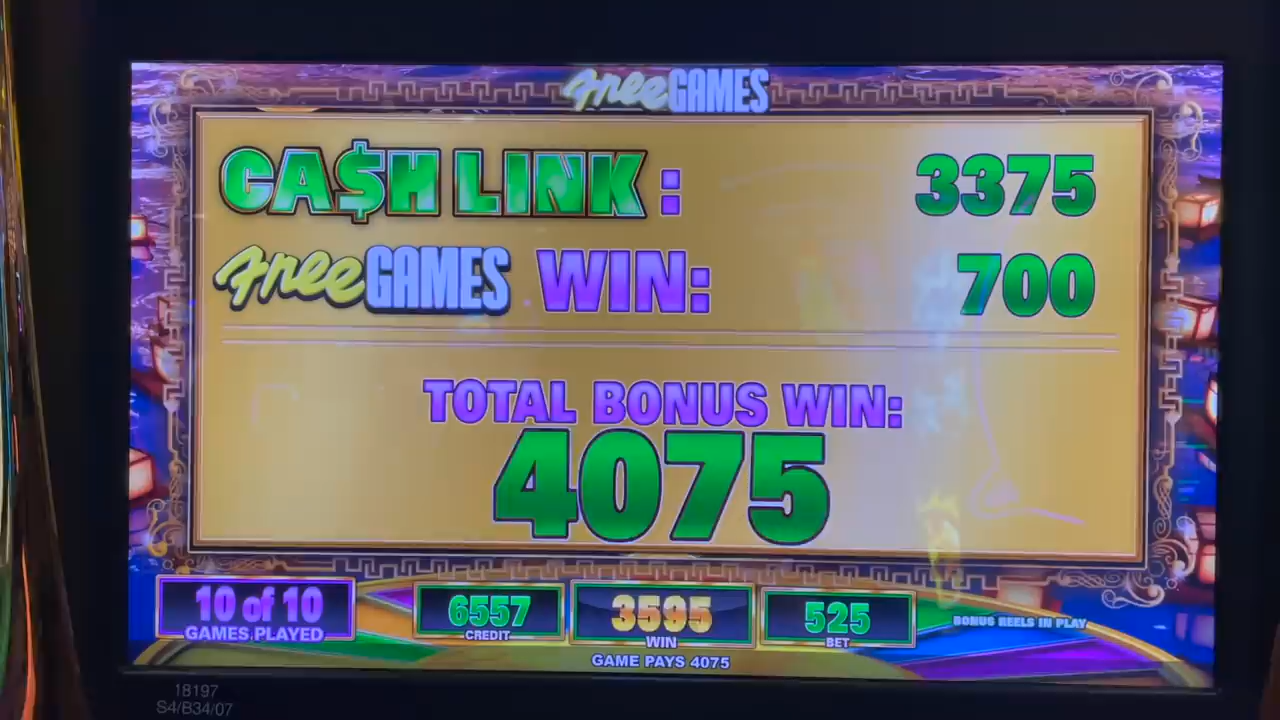 Free GAMES
CA$H LINK : 3375
Free GAMES WIN: 700
TOTAL BONUS WIN:
4075
10 of 10
GAMES PLAYED
6557
CREDIT
3595
WIN
525
BET
BONUS REELS IN PLAY
GAME PAYS 4075
18197
S4/B34/07